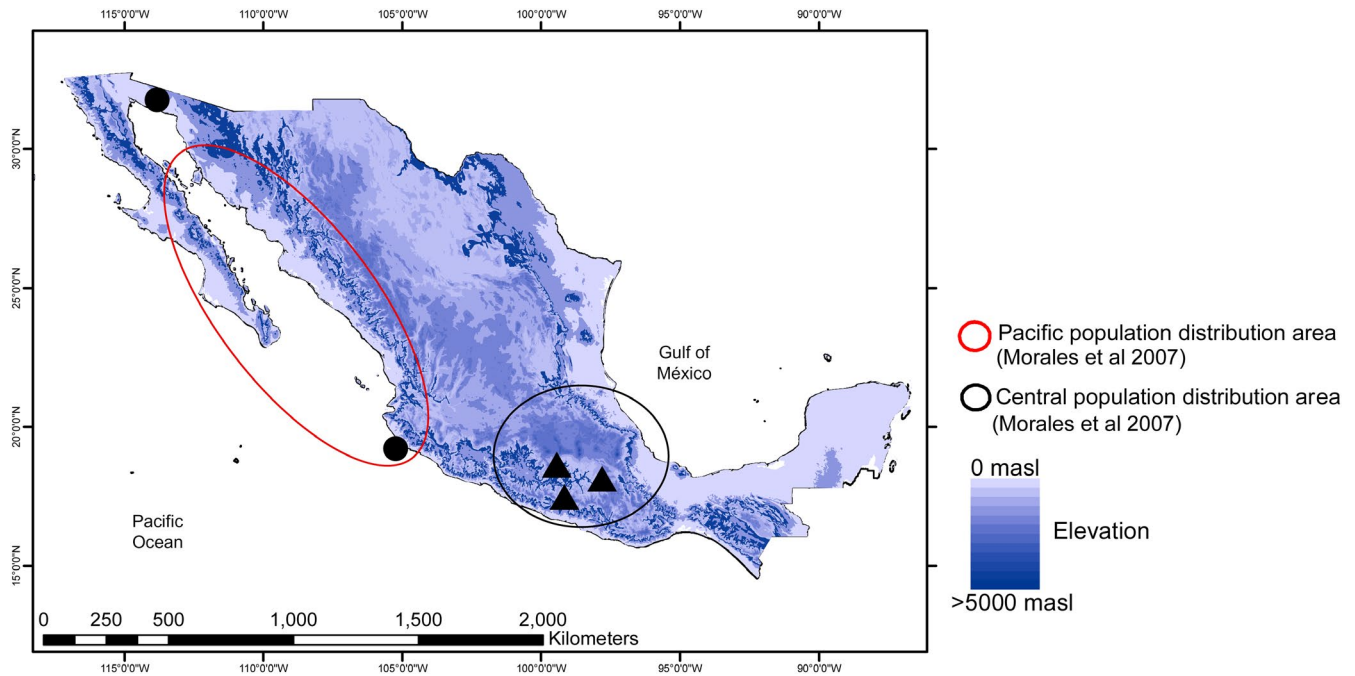 115°0'0"W 110°0'0"W 105°0'0"W 100°0'0"W 95°0'0"W 90°0'0"W
30°0'0"N
25°0'0"N
20°0'0"N
15°0'0"N
Gulf of
México
Pacific
Ocean
0 250 500 1,000 1,500 2,000
Kilometers
115°0'0"W 110°0'0"W 105°0'0"W 100°0'0"W 95°0'0"W 90°0'0"W
Pacific population distribution area
(Morales et al 2007)
Central population distribution area
(Morales et al 2007)
0 masl
Elevation
>5000 masl